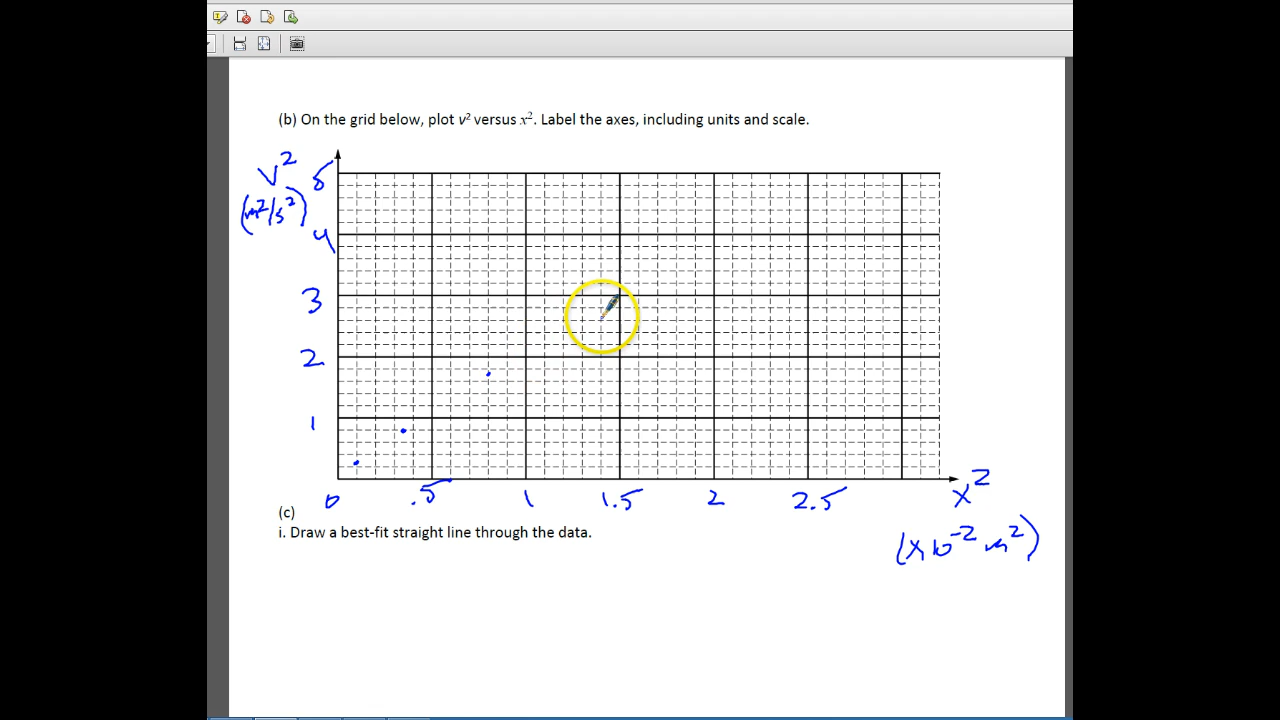 (b) On the grid below, plot v² versus x². Label the axes, including units and scale.
v²
(m²/s²)
5
4
3
2
1
0 .5 1 1.5 2 2.5
x²
(x10⁻² m²)
(c)
i. Draw a best-fit straight line through the data.